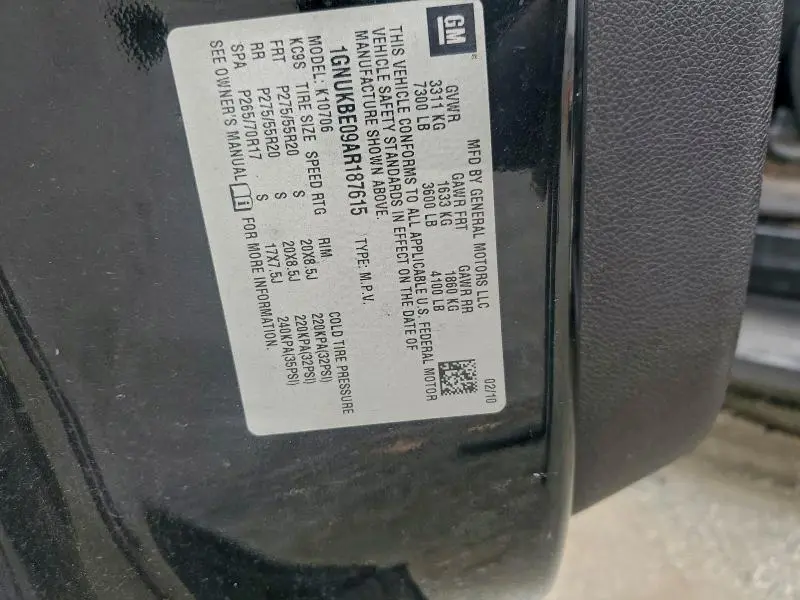 GM
MFD BY GENERAL MOTORS LLC
02/10
GVWR GAWR FRT GAWR RR
3311 KG 1633 KG 1860 KG
7300 LB 3600 LB 4100 LB
THIS VEHICLE CONFORMS TO ALL APPLICABLE U.S. FEDERAL MOTOR
VEHICLE SAFETY STANDARDS IN EFFECT ON THE DATE OF
MANUFACTURE SHOWN ABOVE.
1GNUKBE09AR187615 TYPE: M.P.V.
MODEL: K10706
KC9S TIRE SIZE SPEED RTG RIM COLD TIRE PRESSURE
FRT P275/55R20 S 20X8.5J 220KPA(32PSI)
RR P275/55R20 S 20X8.5J 220KPA(32PSI)
SPA P265/70R17 S 17X7.5J 240KPA(35PSI)
SEE OWNER'S MANUAL i FOR MORE INFORMATION.